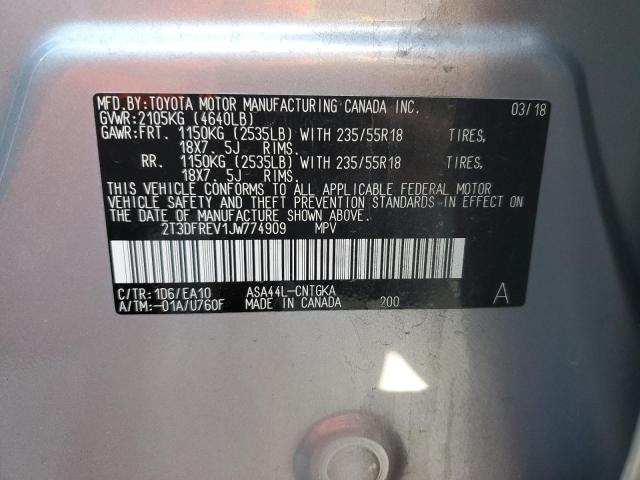 MFD.BY:TOYOTA MOTOR MANUFACTURING CANADA INC. 03/18
GVWR:2105KG (4640LB)
GAWR:FRT. 1150KG (2535LB) WITH 235/55R18 TIRES,
18X7. 5J RIMS.
RR. 1150KG (2535LB) WITH 235/55R18 TIRES,
18X7. 5J RIMS.
THIS VEHICLE CONFORMS TO ALL APPLICABLE FEDERAL MOTOR
VEHICLE SAFETY AND THEFT PREVENTION STANDARDS IN EFFECT ON
THE DATE OF MANUFACTURE SHOWN ABOVE.
2T3DFREV1JW774909 MPV
C/TR:1D6/EA10 ASA44L-CNTGKA
A/TM:-01A/U760F MADE IN CANADA 200 A